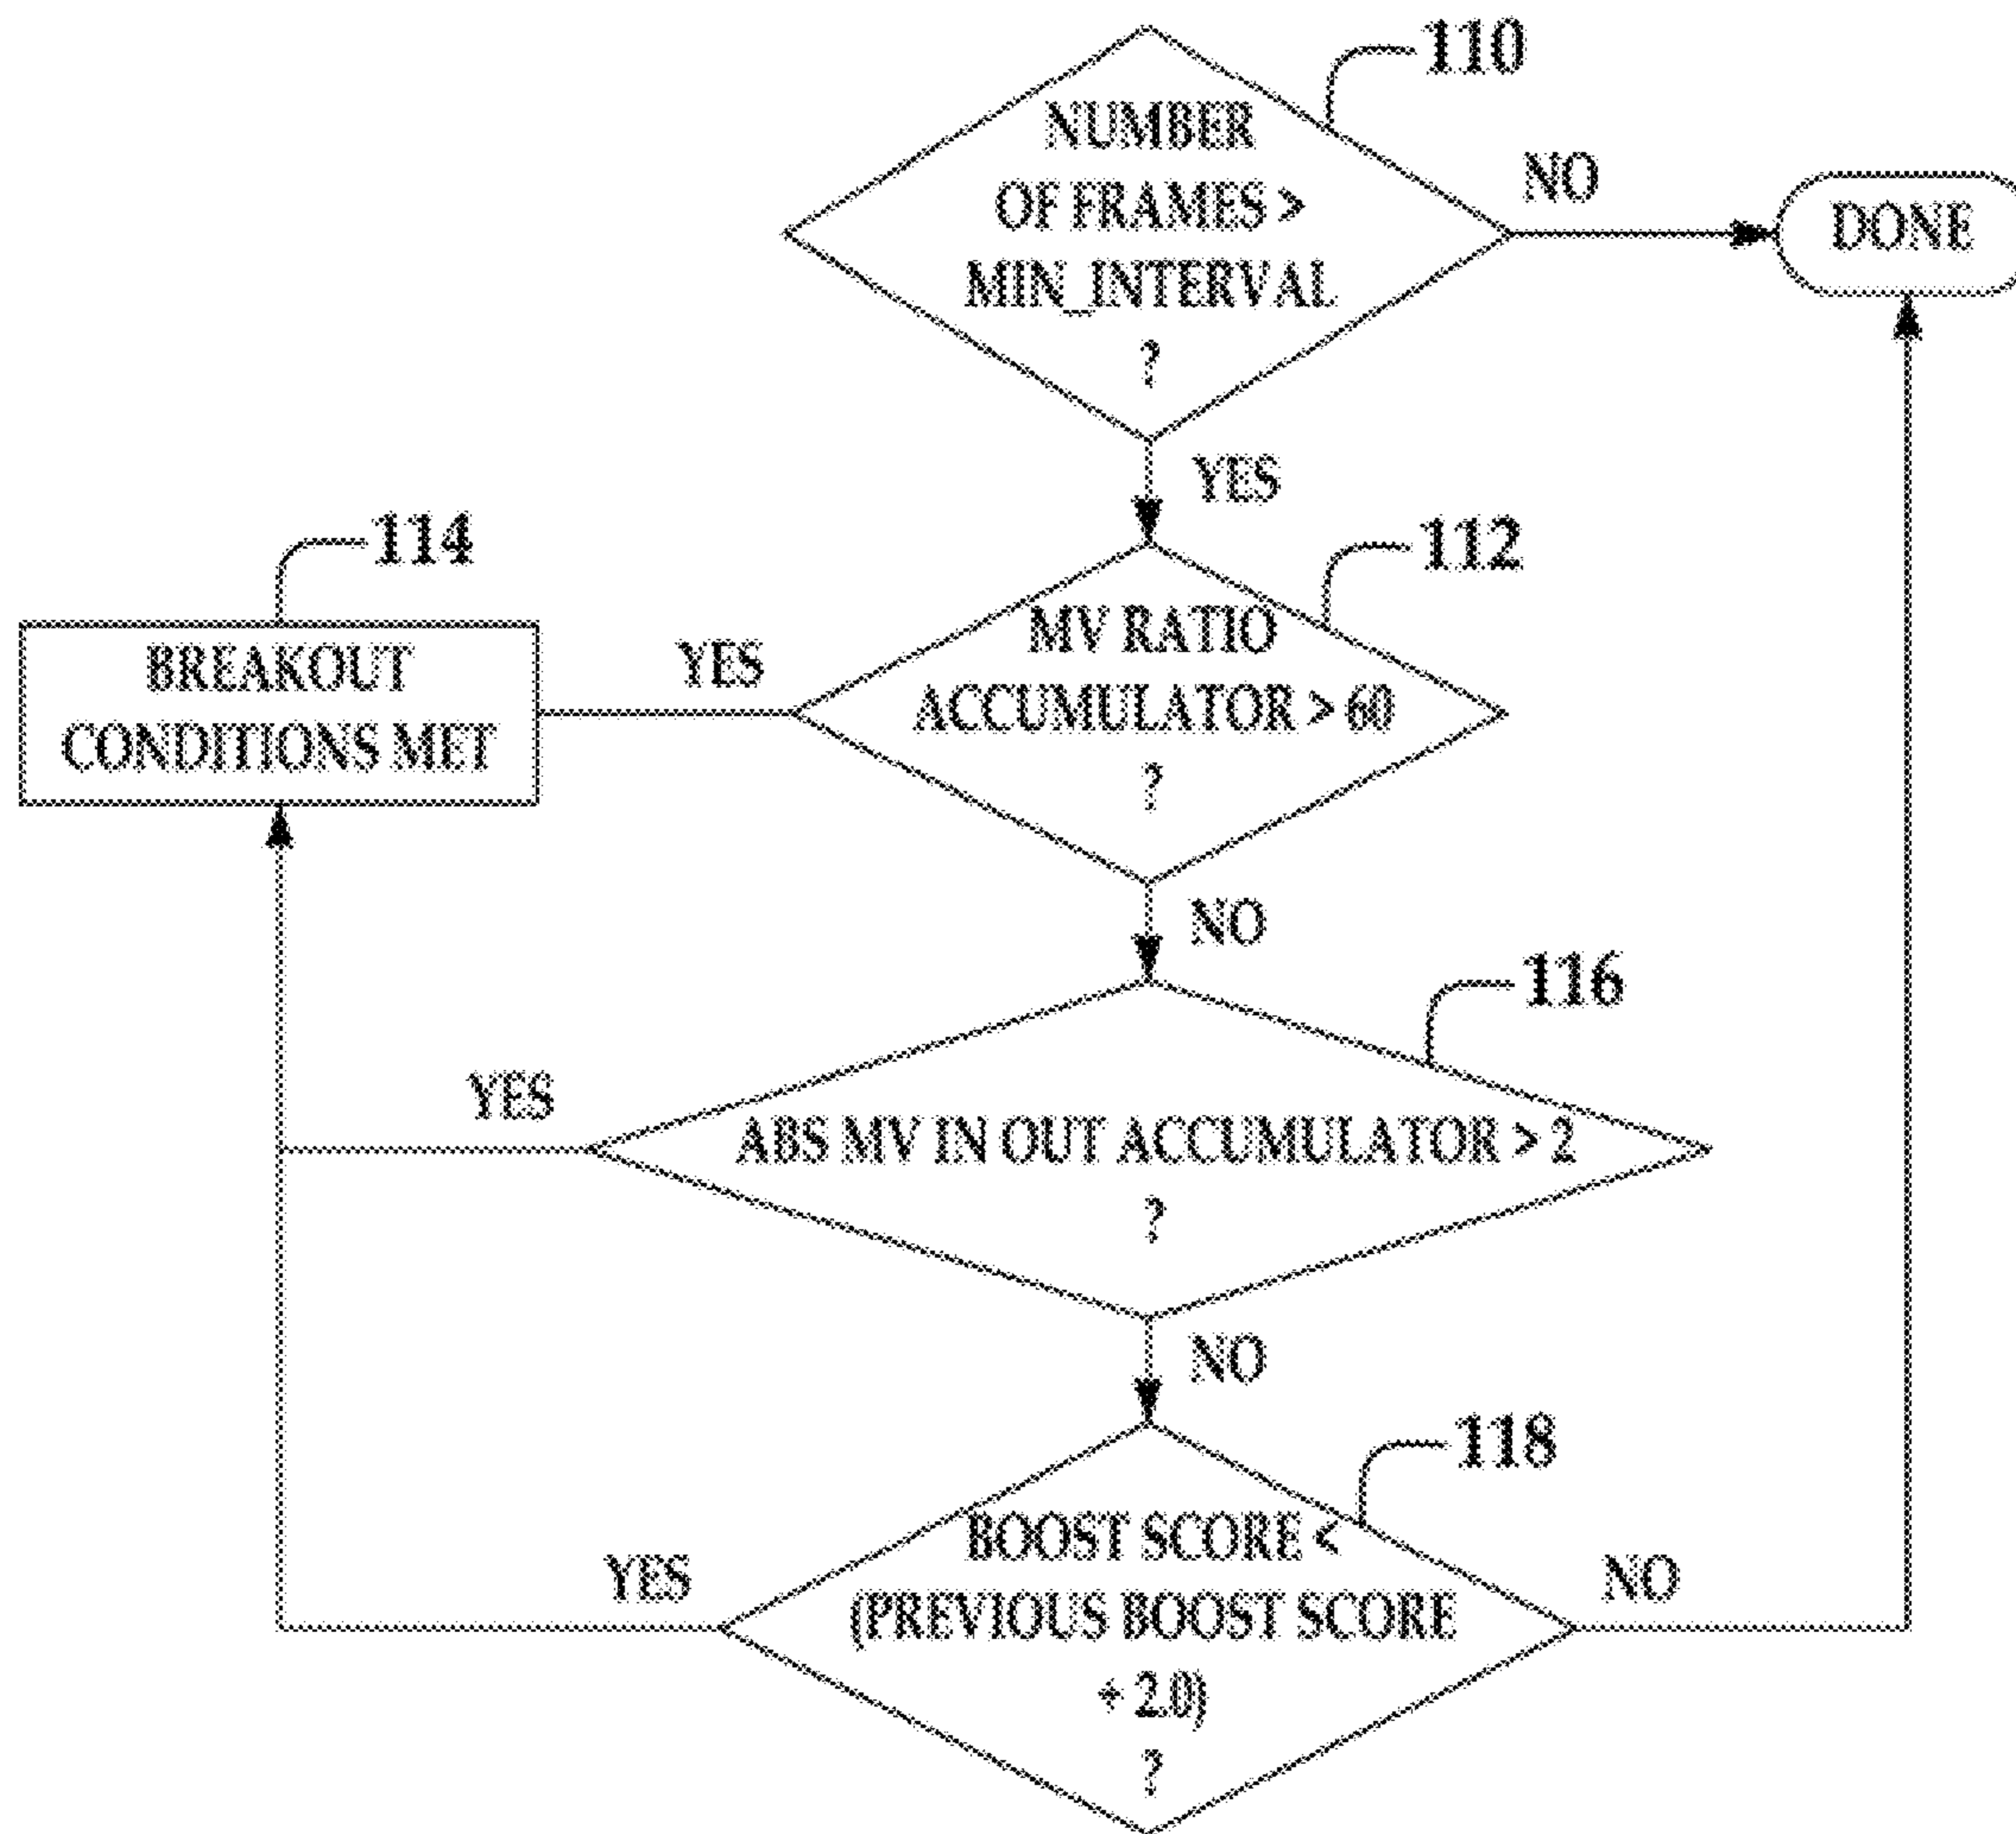 110
NUMBER
OF FRAMES >
MIN_INTERVAL
?
NO
DONE
YES
114
BREAKOUT
CONDITIONS MET
YES
112
MV RATIO
ACCUMULATOR > 60
?
NO
116
YES
ABS MV IN OUT ACCUMULATOR > 2
?
NO
118
YES
BOOST SCORE <
(PREVIOUS BOOST SCORE
+ 2.0)
?
NO